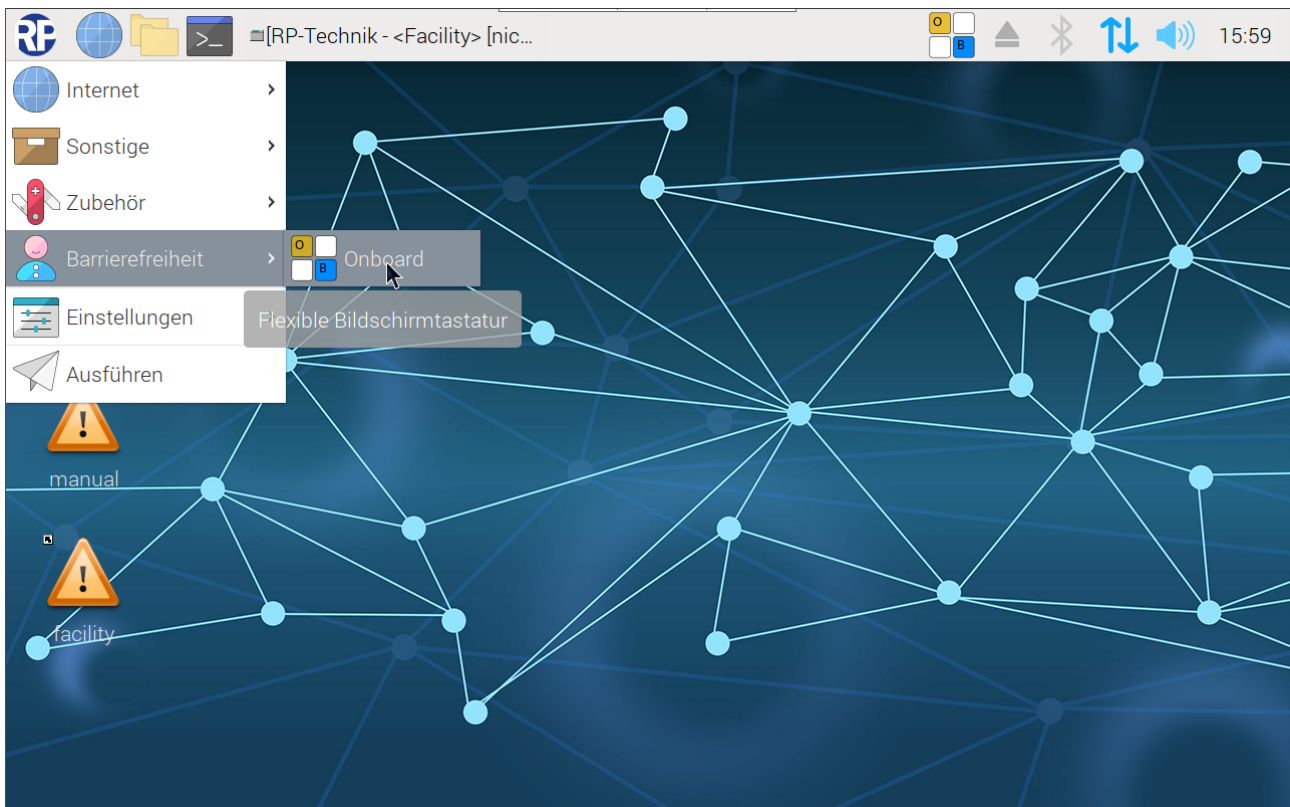 RP
>_
[RP-Technik - <Facility> [nic...
O
B
15:59
Internet
Sonstige
Zubehör
Barrierefreiheit
O
B
Onboard
Einstellungen
Flexible Bildschirmtastatur
Ausführen
manual
facility